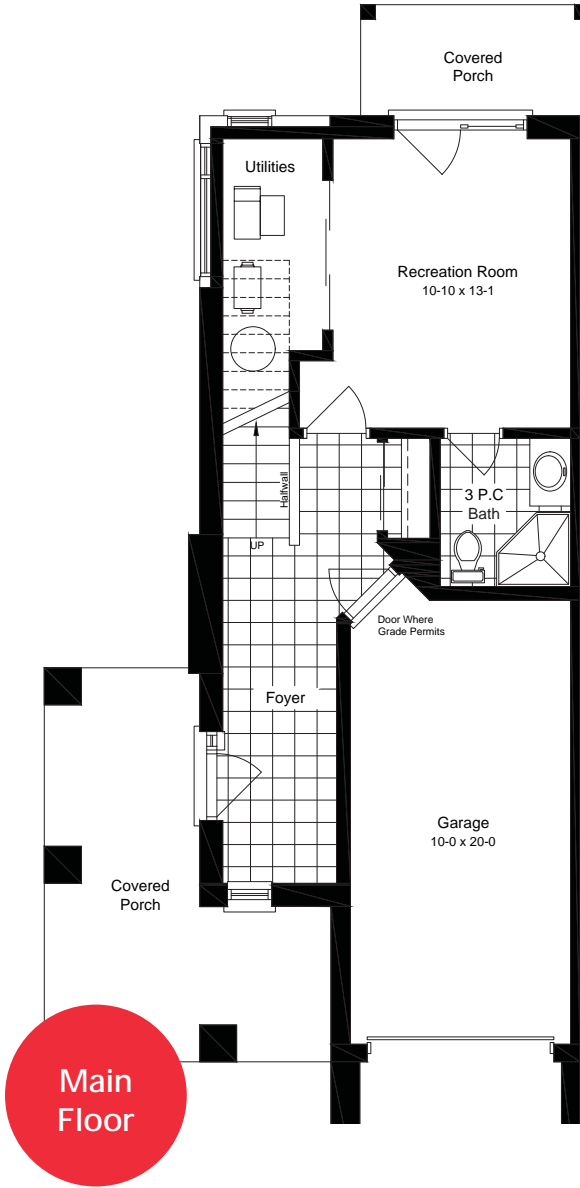 Covered
Porch
Utilities
Recreation Room
10-10 x 13-1
Halfwall
3 P.C
Bath
UP
Door Where
Grade Permits
Foyer
Garage
10-0 x 20-0
Covered
Porch
Main
Floor